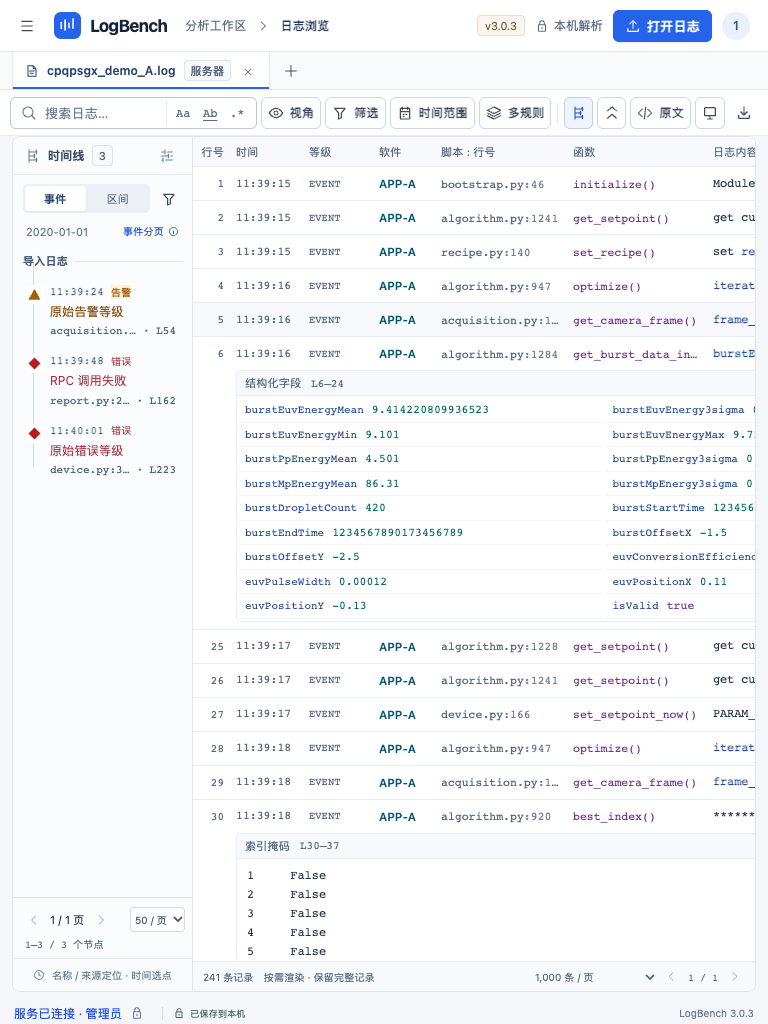 LogBench 分析工作区 日志浏览 v3.0.3 本机解析 打开日志 1
cpqpsgx_demo_A.log 服务器
搜索日志… Aa Ab .* 视角 筛选 时间范围 多规则 原文
时间线 3
事件 区间
2020-01-01 事件分页
导入日志
11:39:24 告警
原始告警等级
acquisition.… · L54
11:39:48 错误
RPC 调用失败
report.py:2… · L162
11:40:01 错误
原始错误等级
device.py:3… · L223
1 / 1 页 50 / 页
1–3 / 3 个节点
名称 / 来源定位 · 时间选点
行号 时间 等级 软件 脚本 : 行号 函数 日志内容
1 11:39:15 EVENT APP-A bootstrap.py:46 initialize() Module
2 11:39:15 EVENT APP-A algorithm.py:1241 get_setpoint() get cu
3 11:39:15 EVENT APP-A recipe.py:140 set_recipe() set re
4 11:39:16 EVENT APP-A algorithm.py:947 optimize() iterat
5 11:39:16 EVENT APP-A acquisition.py:1… get_camera_frame() frame_
6 11:39:16 EVENT APP-A algorithm.py:1284 get_burst_data_in… burstE
结构化字段 L6–24
burstEuvEnergyMean 9.414220809936523 burstEuvEnergy3sigma
burstEuvEnergyMin 9.101 burstEuvEnergyMax 9.7
burstPpEnergyMean 4.501 burstPpEnergy3sigma 0
burstMpEnergyMean 86.31 burstMpEnergy3sigma 0
burstDropletCount 420 burstStartTime 123456
burstEndTime 1234567890173456789 burstOffsetX -1.5
burstOffsetY -2.5 euvConversionEfficienc
euvPulseWidth 0.00012 euvPositionX 0.11
euvPositionY -0.13 isValid true
25 11:39:17 EVENT APP-A algorithm.py:1228 get_setpoint() get cu
26 11:39:17 EVENT APP-A algorithm.py:1241 get_setpoint() get cu
27 11:39:17 EVENT APP-A device.py:166 set_setpoint_now() PARAM_
28 11:39:18 EVENT APP-A algorithm.py:947 optimize() iterat
29 11:39:18 EVENT APP-A acquisition.py:1… get_camera_frame() frame_
30 11:39:18 EVENT APP-A algorithm.py:920 best_index() ******
索引掩码 L30–37
1 False
2 False
3 False
4 False
5 False
241 条记录 按需渲染 · 保留完整记录 1,000 条 / 页 1 / 1
服务已连接 · 管理员 已保存到本机 LogBench 3.0.3